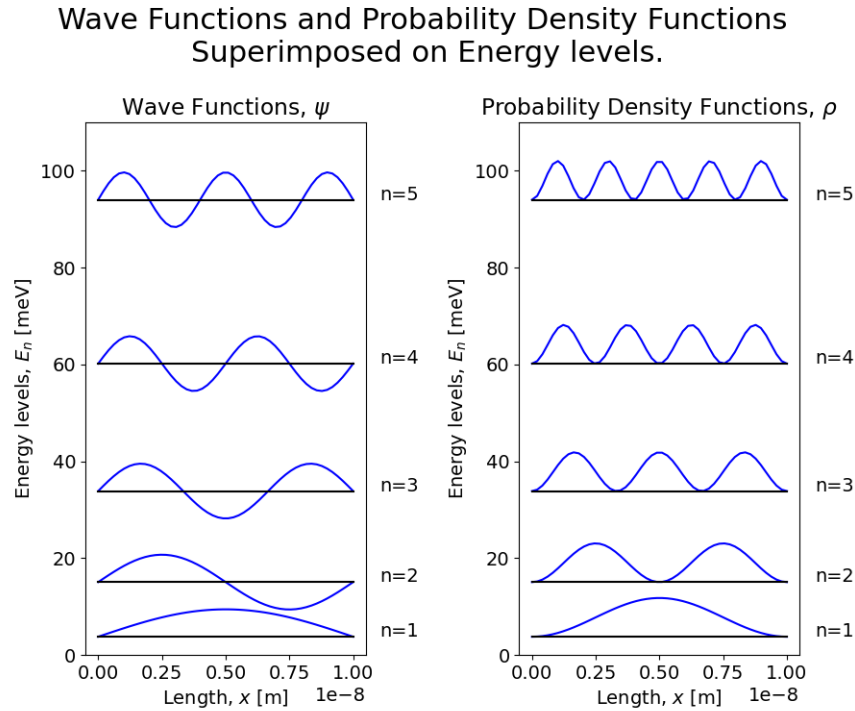 Wave Functions and Probability Density Functions
Superimposed on Energy levels.
Wave Functions, ψ
Energy levels, Eₙ [meV]
100
80
60
40
20
0
n=5
n=4
n=3
n=2
n=1
0.00 0.25 0.50 0.75 1.00
1e−8
Length, x [m]
Probability Density Functions, ρ
Energy levels, Eₙ [meV]
100
80
60
40
20
0
n=5
n=4
n=3
n=2
n=1
0.00 0.25 0.50 0.75 1.00
1e−8
Length, x [m]